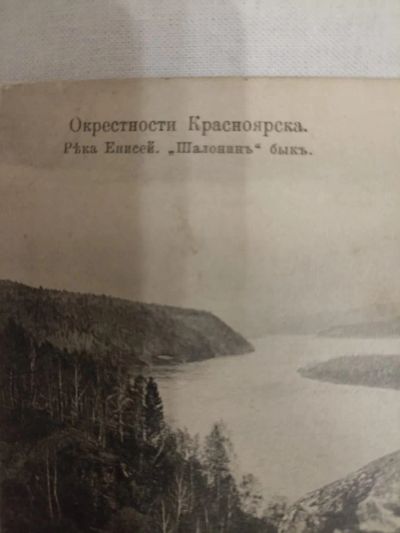 Окрестности Красноярска.
Рѣка Енисей. „Шалонинъ“ быкъ.